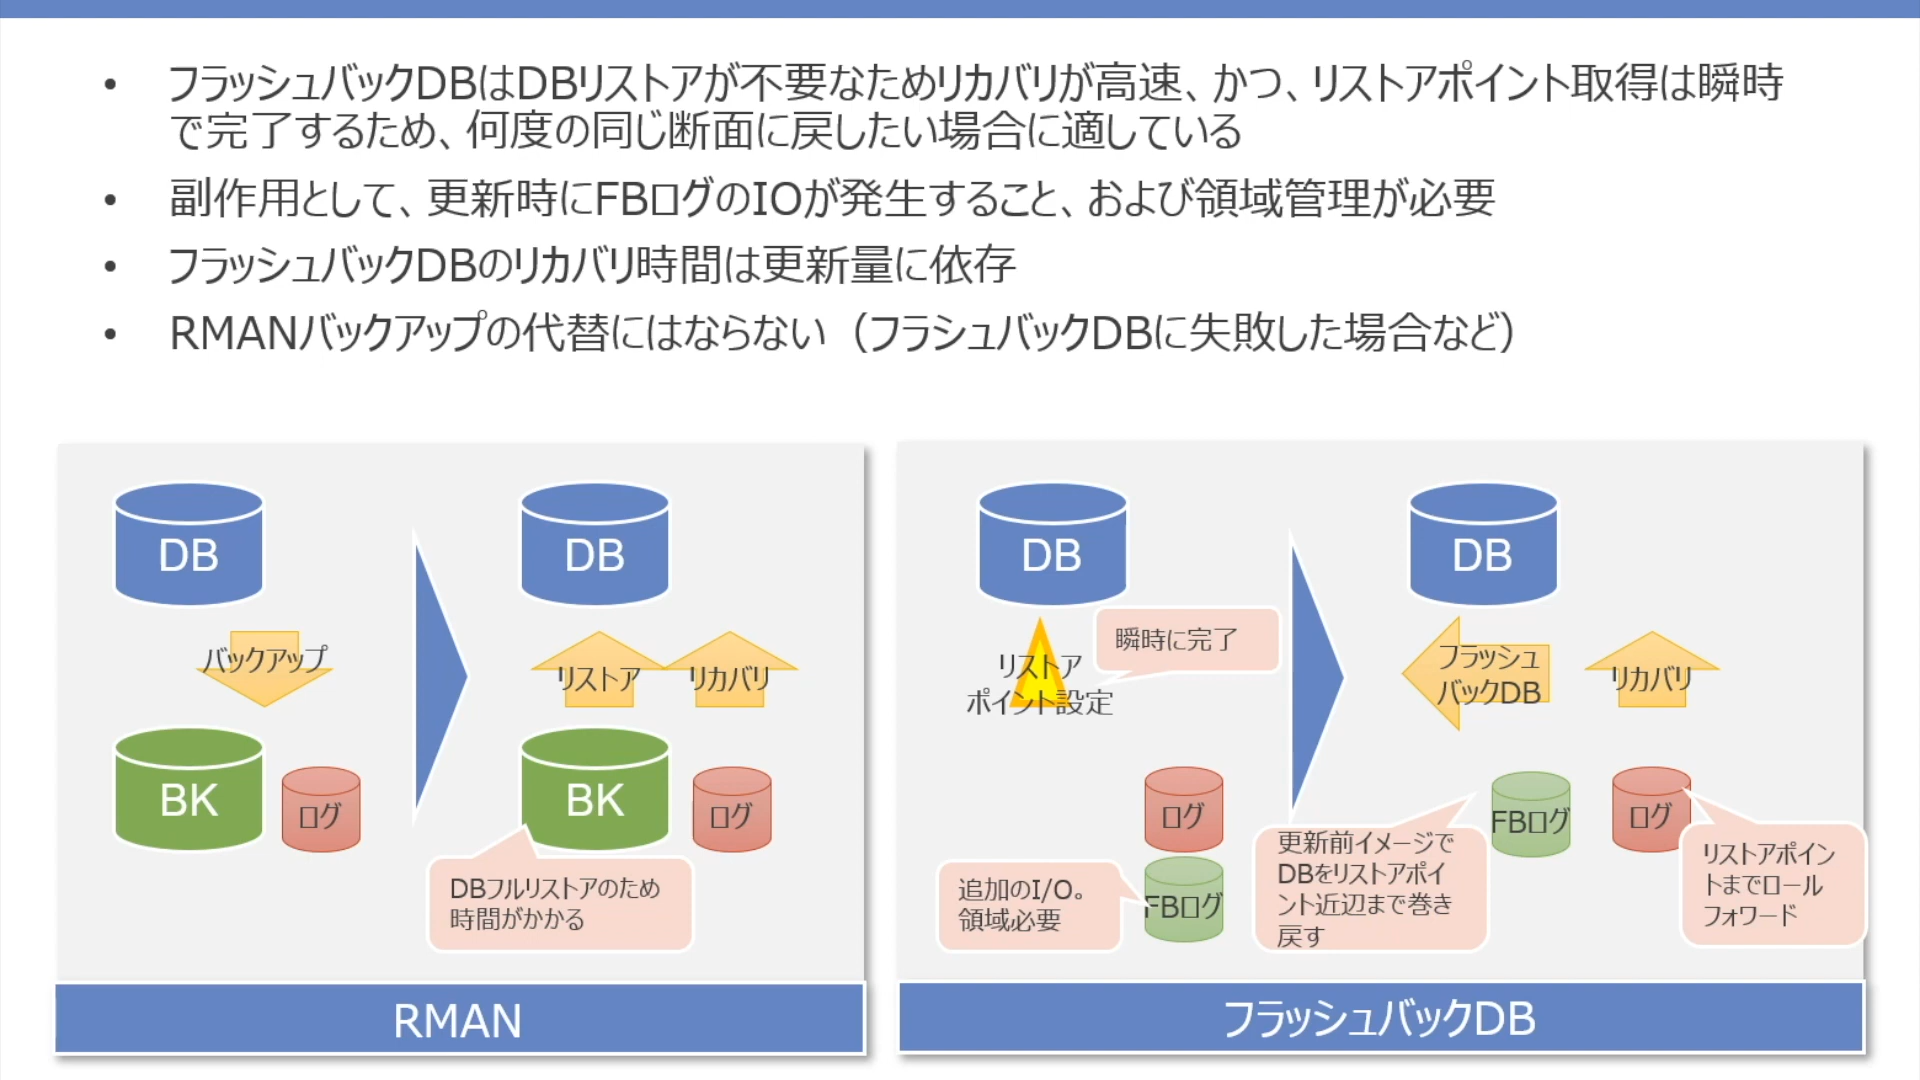 • フラッシュバックDBはDBリストアが不要なためリカバリが高速、かつ、リストアポイント取得は瞬時
で完了するため、何度の同じ断面に戻したい場合に適している
• 副作用として、更新時にFBログのIOが発生すること、および領域管理が必要
• フラッシュバックDBのリカバリ時間は更新量に依存
• RMANバックアップの代替にはならない（フラシュバックDBに失敗した場合など）
DB
バックアップ
BK
ログ
DB
リストア
リカバリ
BK
ログ
DBフルリストアのため
時間がかかる
RMAN
DB
瞬時に完了
リストア
ポイント設定
ログ
FBログ
追加のI/O。
領域必要
DB
フラッシュ
バックDB
リカバリ
FBログ
ログ
更新前イメージで
DBをリストアポイ
ント近辺まで巻き
戻す
リストアポイン
トまでロール
フォワード
フラッシュバックDB